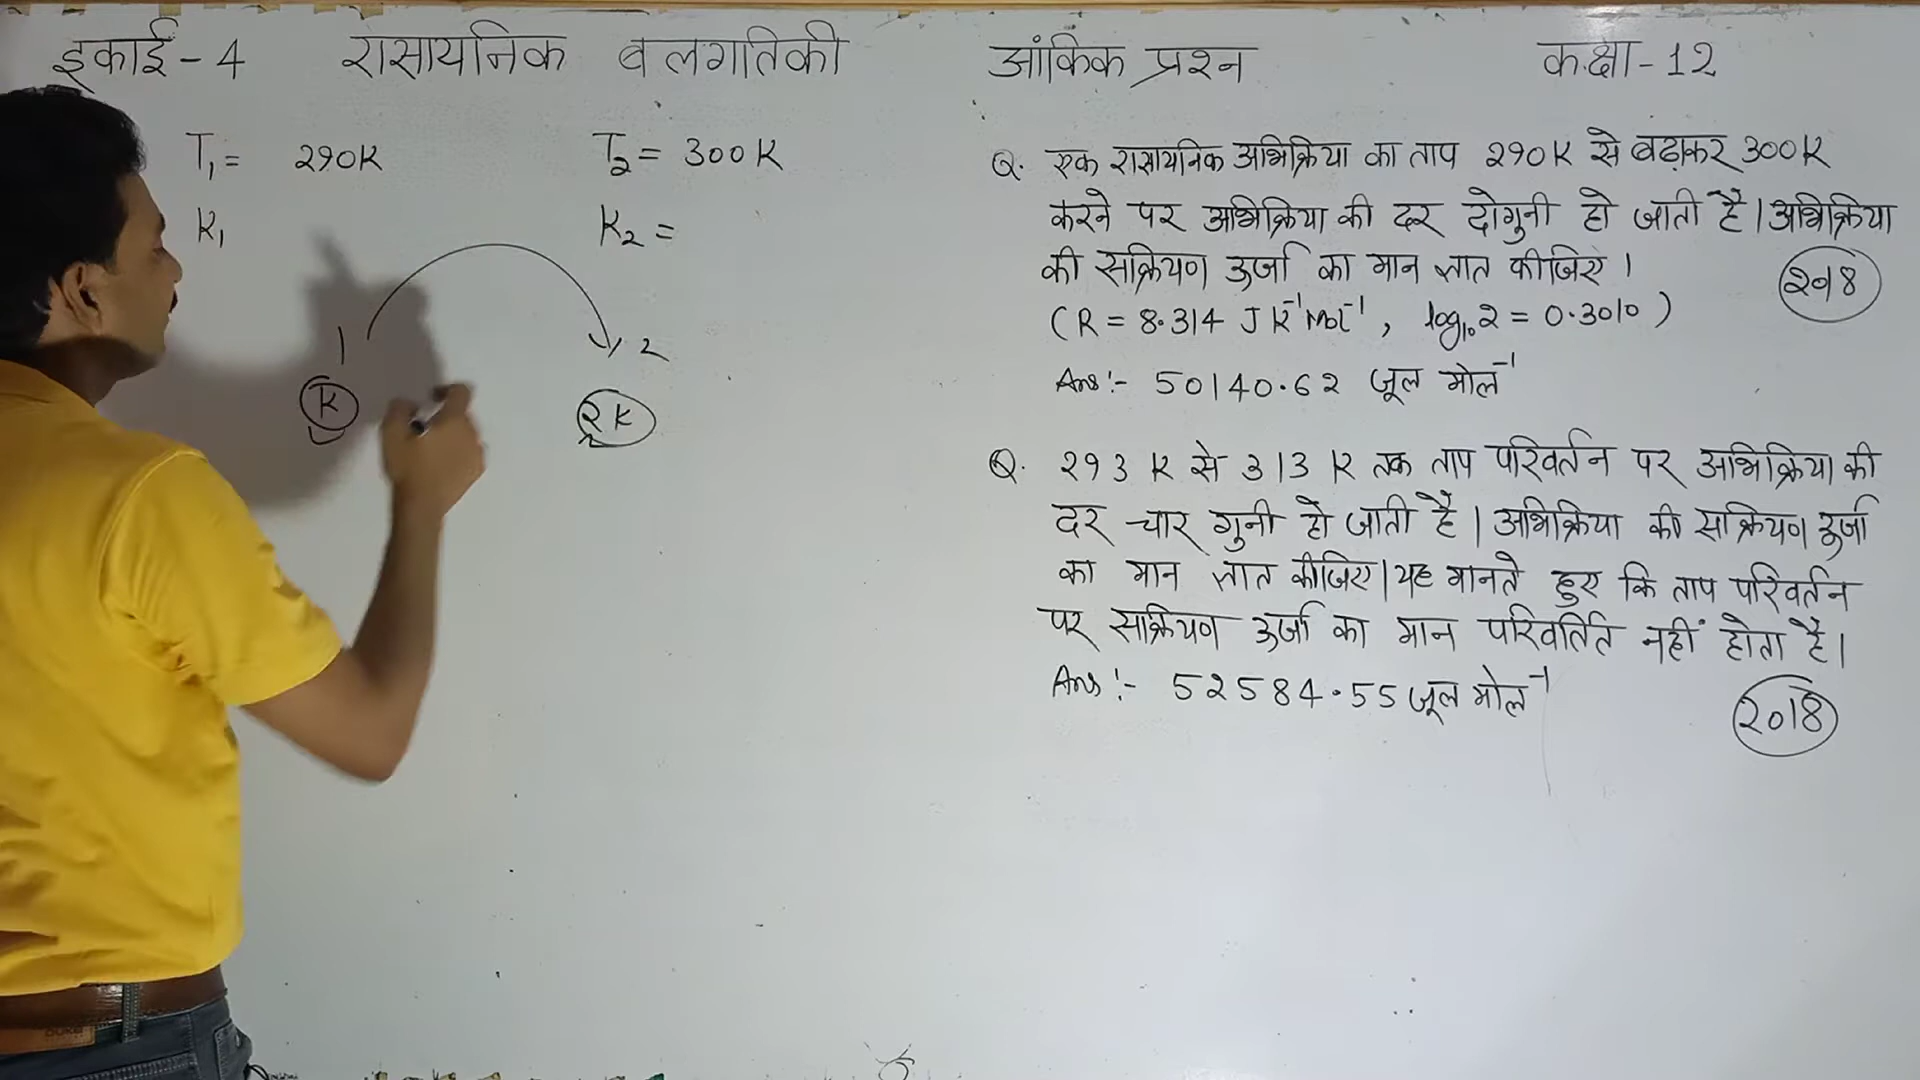 इकाई - 4 रासायनिक बलगतिकी आंकिक प्रश्न कक्षा - 12
T₁ = 290K T₂ = 300K
K₁ K₂ =
1 2
K 2K
Q. एक रासायनिक अभिक्रिया का ताप 290K से बढ़ाकर 300K
करने पर अभिक्रिया की दर दोगुनी हो जाती है। अभिक्रिया
की सक्रियण ऊर्जा का मान ज्ञात कीजिए।
2018
(R = 8.314 J K⁻¹ Mol⁻¹, log₁₀2 = 0.3010)
Ans:- 50140.62 जूल मोल⁻¹
Q. 293 K से 313 K तक ताप परिवर्तन पर अभिक्रिया की
दर चार गुनी हो जाती है। अभिक्रिया की सक्रियण ऊर्जा
का मान ज्ञात कीजिए। यह मानते हुए कि ताप परिवर्तन
पर सक्रियण ऊर्जा का मान परिवर्तित नहीं होता है।
Ans:- 52584.55 जूल मोल⁻¹
2018